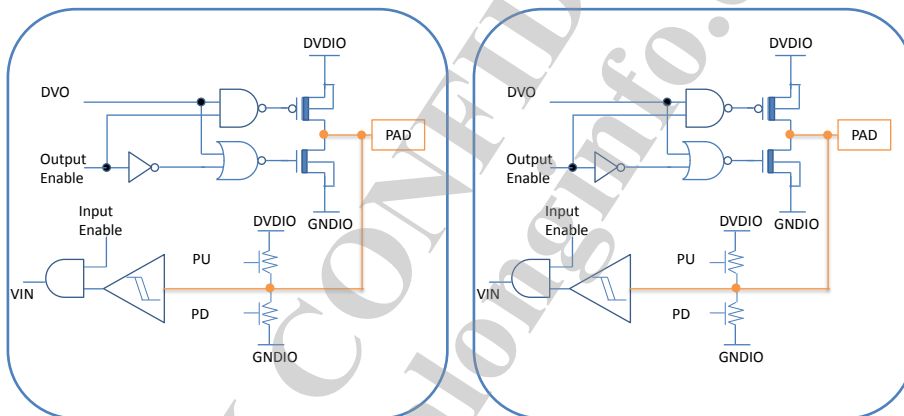 DVDIO
DVO
PAD
Output
Enable
GNDIO
Input
Enable
DVDIO
PU
VIN
PD
GNDIO
DVDIO
DVO
PAD
Output
Enable
GNDIO
Input
Enable
DVDIO
PU
VIN
PD
GNDIO